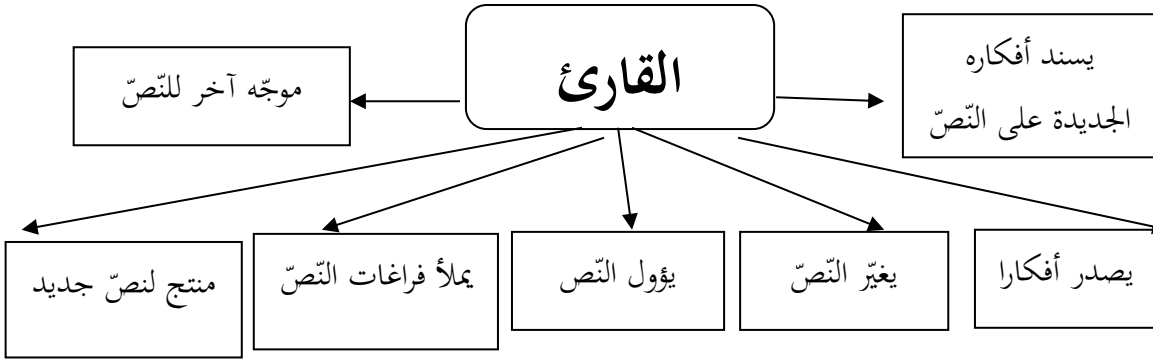 القارئ
يسند أفكاره
الجديدة على النّصّ
موجّه آخر للنّصّ
يصدر أفكارا
يغيّر النّصّ
يؤول النّص
يملأ فراغات النّصّ
منتج لنصّ جديد